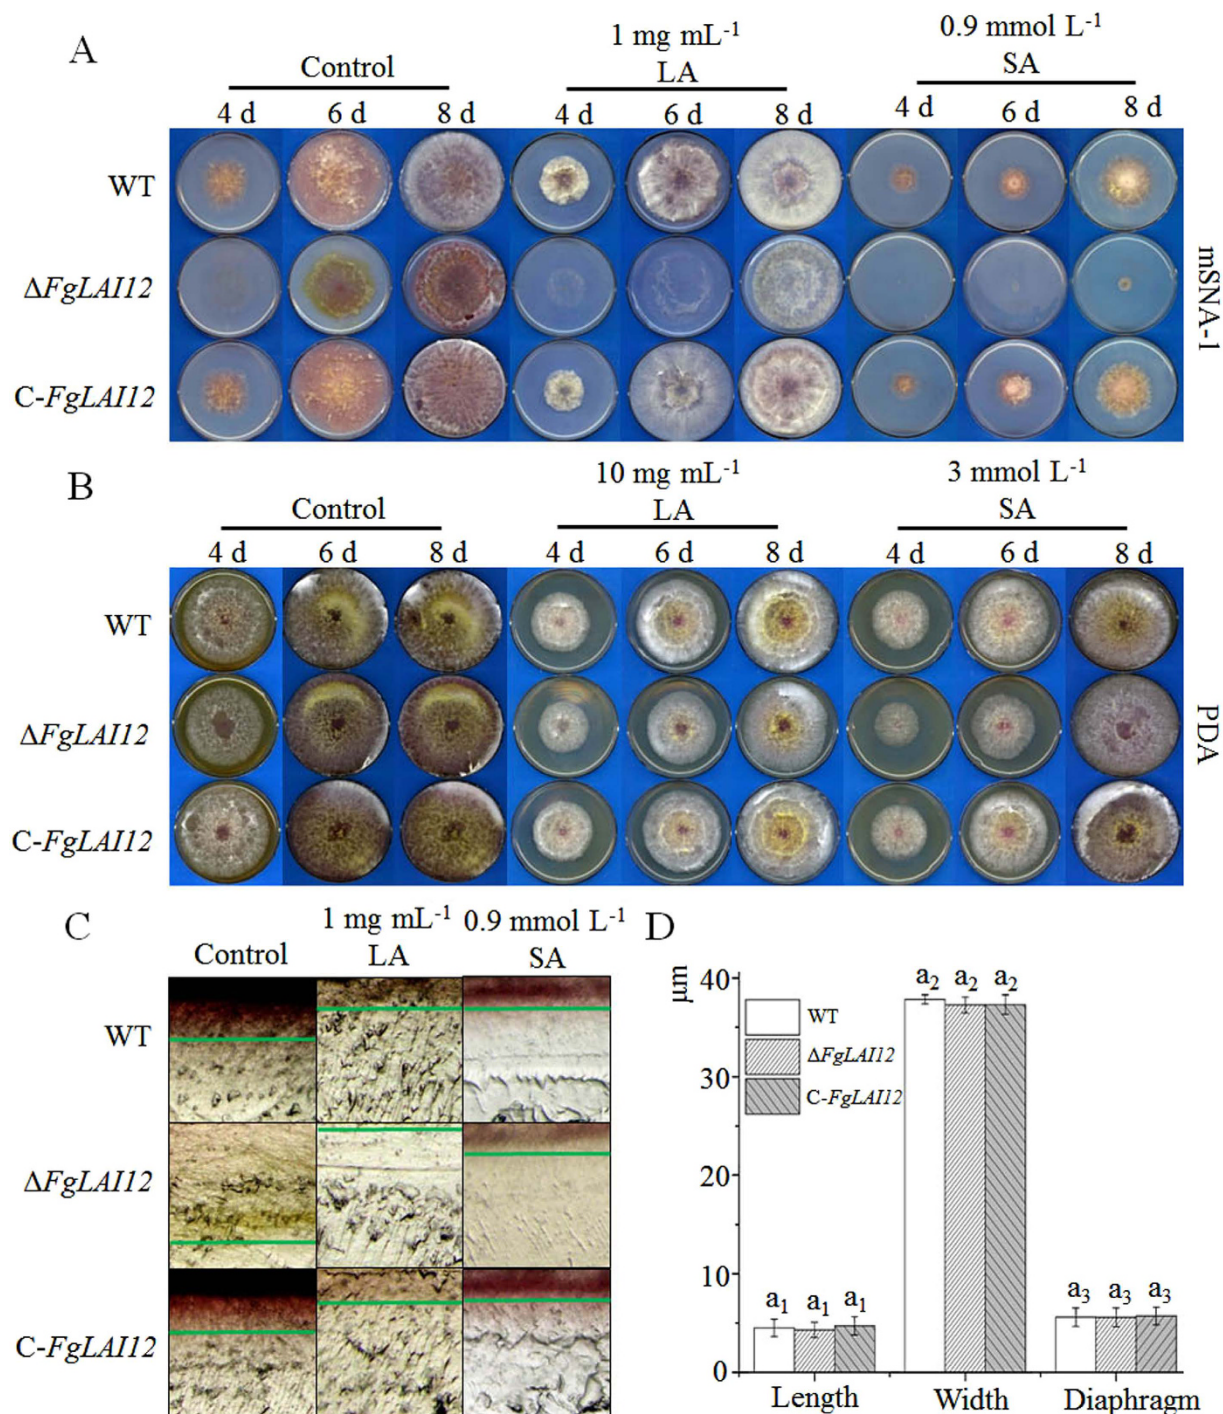 A
Control
1 mg mL-1
LA
0.9 mmol L-1
SA
4 d 6 d 8 d 4 d 6 d 8 d 4 d 6 d 8 d
WT
ΔFgLAI12
C-FgLAI12
mSNA-1
B
Control
10 mg mL-1
LA
3 mmol L-1
SA
4 d 6 d 8 d 4 d 6 d 8 d 4 d 6 d 8 d
WT
ΔFgLAI12
C-FgLAI12
PDA
C
Control
1 mg mL-1
LA
0.9 mmol L-1
SA
WT
ΔFgLAI12
C-FgLAI12
D
μm
40
30
20
10
0
WT
ΔFgLAI12
C-FgLAI12
a1 a1 a1
a2 a2 a2
a3 a3 a3
Length Width Diaphragm